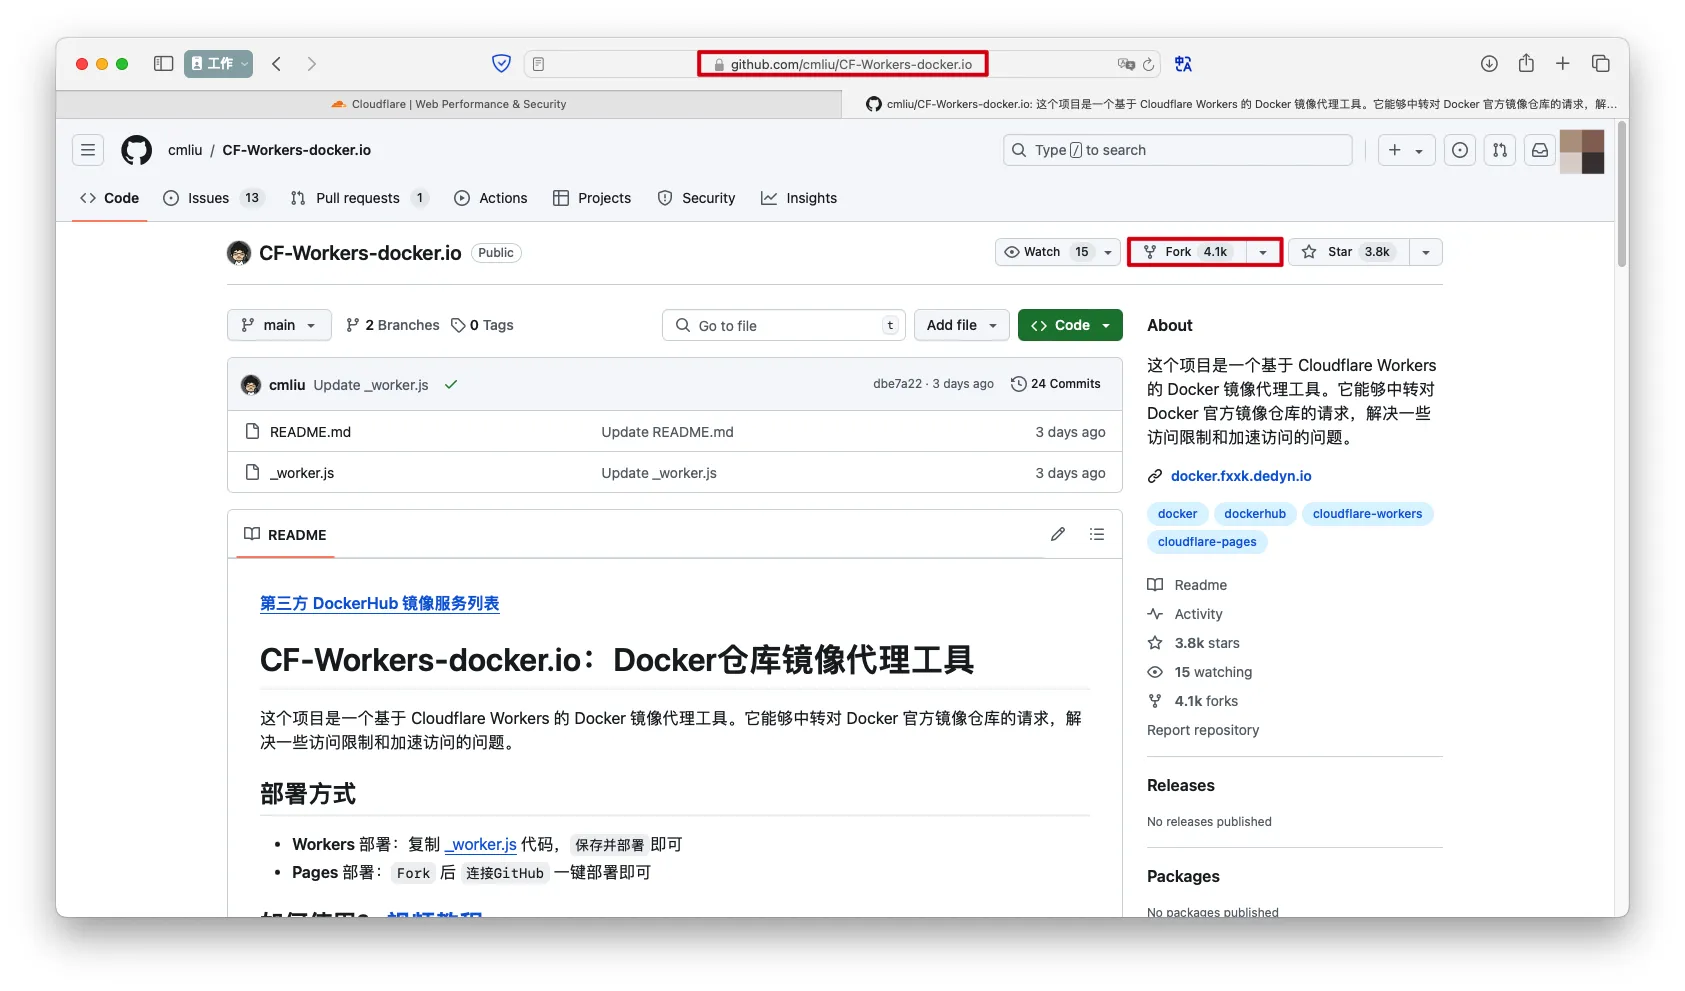 工作
github.com/cmliu/CF-Workers-docker.io
Cloudflare | Web Performance & Security
cmliu/CF-Workers-docker.io: 这个项目是一个基于 Cloudflare Workers 的 Docker 镜像代理工具。它能够中转对 Docker 官方镜像仓库的请求，解...
cmliu / CF-Workers-docker.io
Type / to search
Code
Issues 13
Pull requests 1
Actions
Projects
Security
Insights
CF-Workers-docker.io Public
Watch 15
Fork 4.1k
Star 3.8k
main
2 Branches
0 Tags
Go to file t
Add file
Code
cmliu Update _worker.js
dbe7a22 · 3 days ago
24 Commits
README.md Update README.md 3 days ago
_worker.js Update _worker.js 3 days ago
README
第三方 DockerHub 镜像服务列表
CF-Workers-docker.io：Docker仓库镜像代理工具
这个项目是一个基于 Cloudflare Workers 的 Docker 镜像代理工具。它能够中转对 Docker 官方镜像仓库的请求，解
决一些访问限制和加速访问的问题。
部署方式
Workers 部署：复制 _worker.js 代码， 保存并部署 即可
Pages 部署： Fork 后 连接GitHub 一键部署即可
如何使用? 视频教程
About
这个项目是一个基于 Cloudflare Workers
的 Docker 镜像代理工具。它能够中转对
Docker 官方镜像仓库的请求，解决一些
访问限制和加速访问的问题。
docker.fxxk.dedyn.io
docker dockerhub cloudflare-workers
cloudflare-pages
Readme
Activity
3.8k stars
15 watching
4.1k forks
Report repository
Releases
No releases published
Packages
No packages published